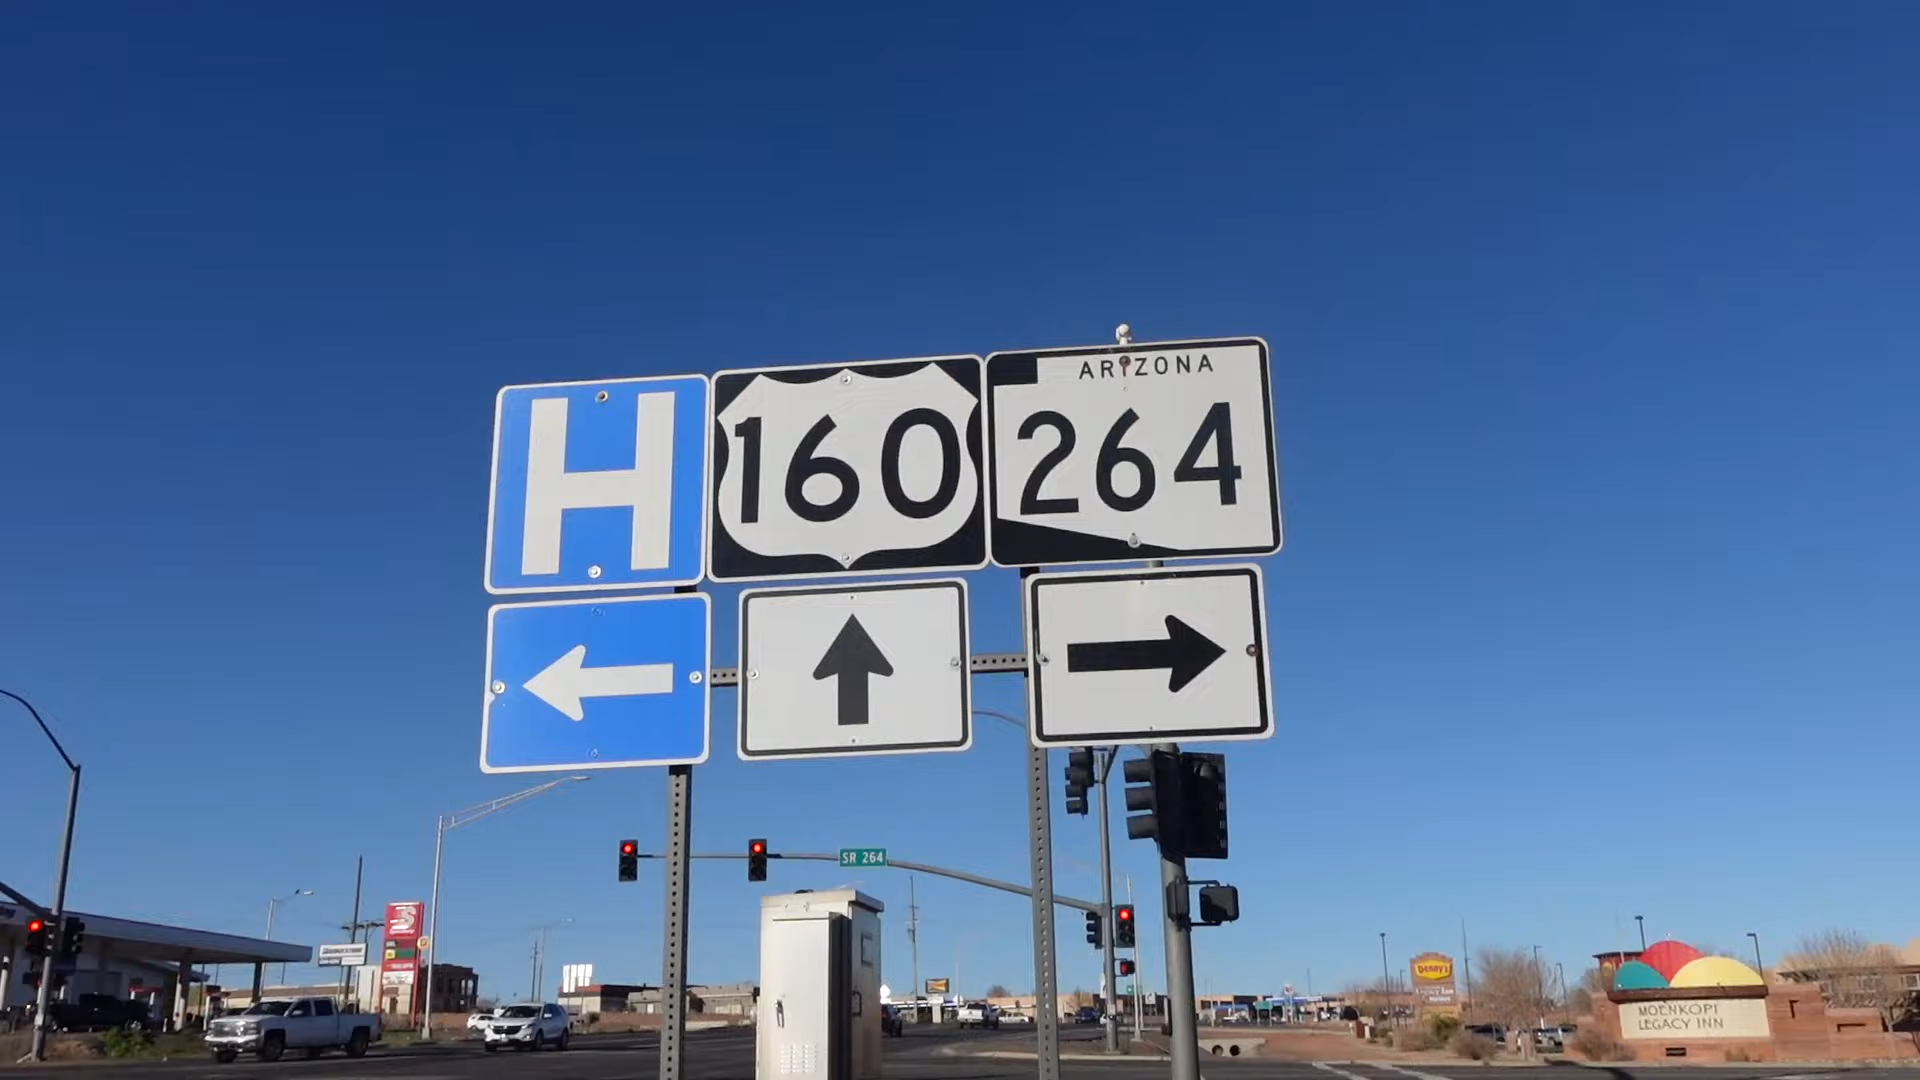 H
160
ARIZONA
264
SR 264
Denny's
MOENKOPI
LEGACY INN